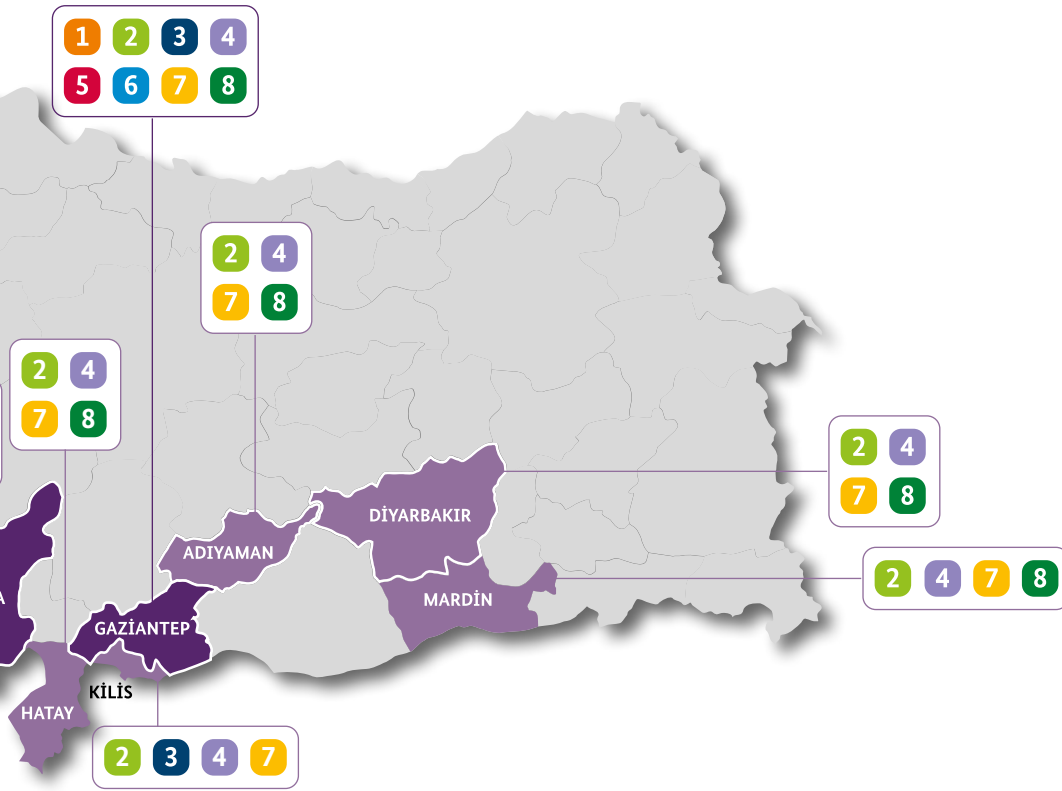 1 2 3 4
5 6 7 8
2 4
7 8
2 4
7 8
2 4
7 8
DİYARBAKIR
ADIYAMAN
2 4 7 8
MARDİN
A
GAZİANTEP
KİLİS
HATAY
2 3 4 7